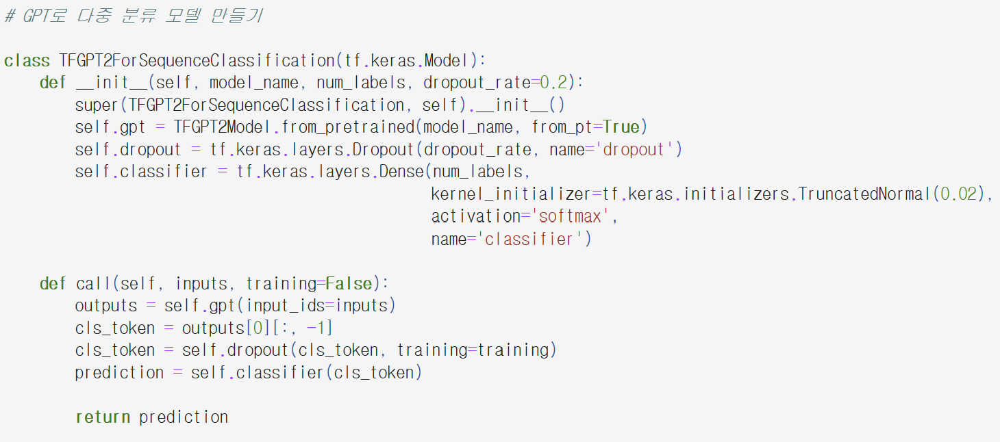 # GPT로 다중 분류 모델 만들기
class TFGPT2ForSequenceClassification(tf.keras.Model):
def __init__(self, model_name, num_labels, dropout_rate=0.2):
super(TFGPT2ForSequenceClassification, self).__init__()
self.gpt = TFGPT2Model.from_pretrained(model_name, from_pt=True)
self.dropout = tf.keras.layers.Dropout(dropout_rate, name='dropout')
self.classifier = tf.keras.layers.Dense(num_labels,
kernel_initializer=tf.keras.initializers.TruncatedNormal(0.02),
activation='softmax',
name='classifier')
def call(self, inputs, training=False):
outputs = self.gpt(input_ids=inputs)
cls_token = outputs[0][:, -1]
cls_token = self.dropout(cls_token, training=training)
prediction = self.classifier(cls_token)
return prediction